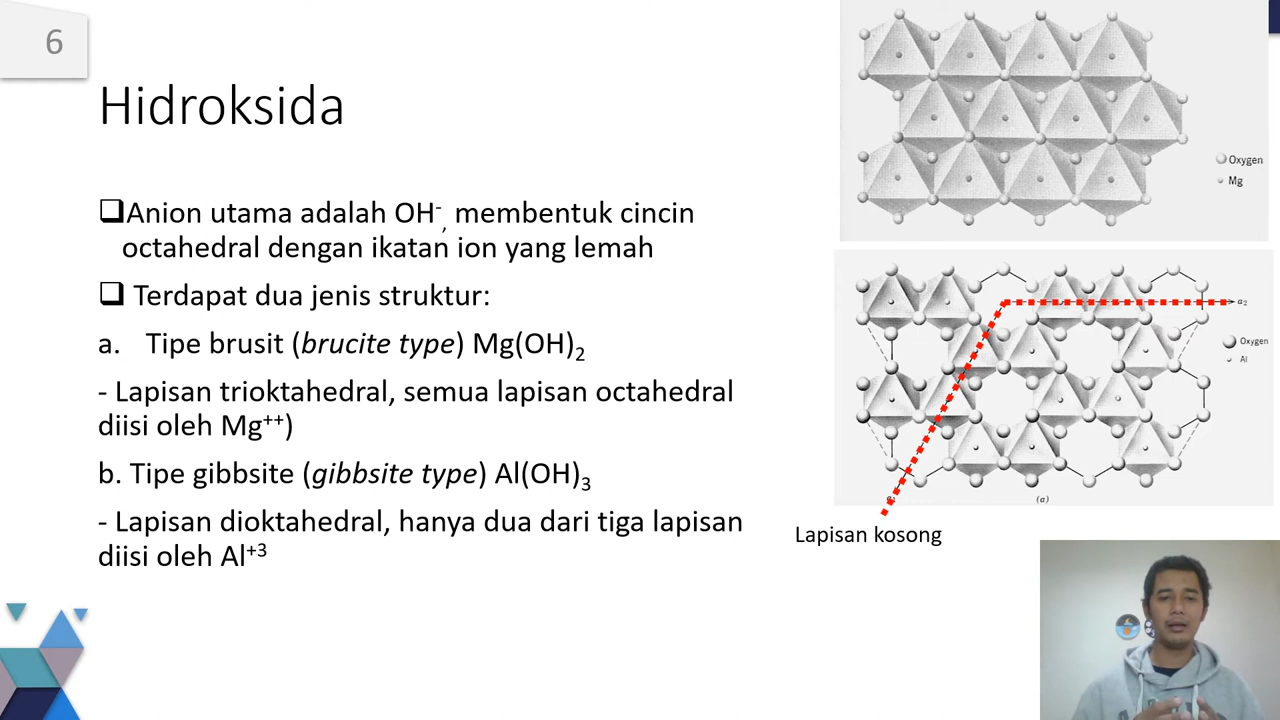 6
Hidroksida
❑Anion utama adalah OH⁻, membentuk cincin
octahedral dengan ikatan ion yang lemah
❑ Terdapat dua jenis struktur:
a. Tipe brusit (brucite type) Mg(OH)₂
- Lapisan trioktahedral, semua lapisan octahedral
diisi oleh Mg⁺⁺)
b. Tipe gibbsite (gibbsite type) Al(OH)₃
- Lapisan dioktahedral, hanya dua dari tiga lapisan
diisi oleh Al⁺³
Oxygen
Mg
a₂
Oxygen
Al
(a)
Lapisan kosong